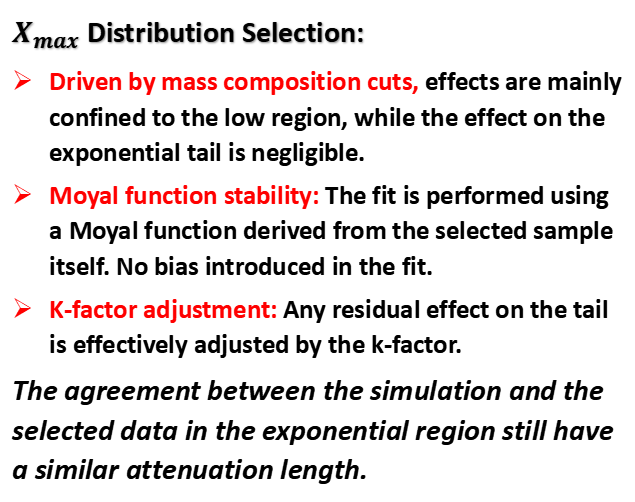 X_max Distribution Selection:
➢ Driven by mass composition cuts, effects are mainly
confined to the low region, while the effect on the
exponential tail is negligible.
➢ Moyal function stability: The fit is performed using
a Moyal function derived from the selected sample
itself. No bias introduced in the fit.
➢ K-factor adjustment: Any residual effect on the tail
is effectively adjusted by the k-factor.
The agreement between the simulation and the
selected data in the exponential region still have
a similar attenuation length.